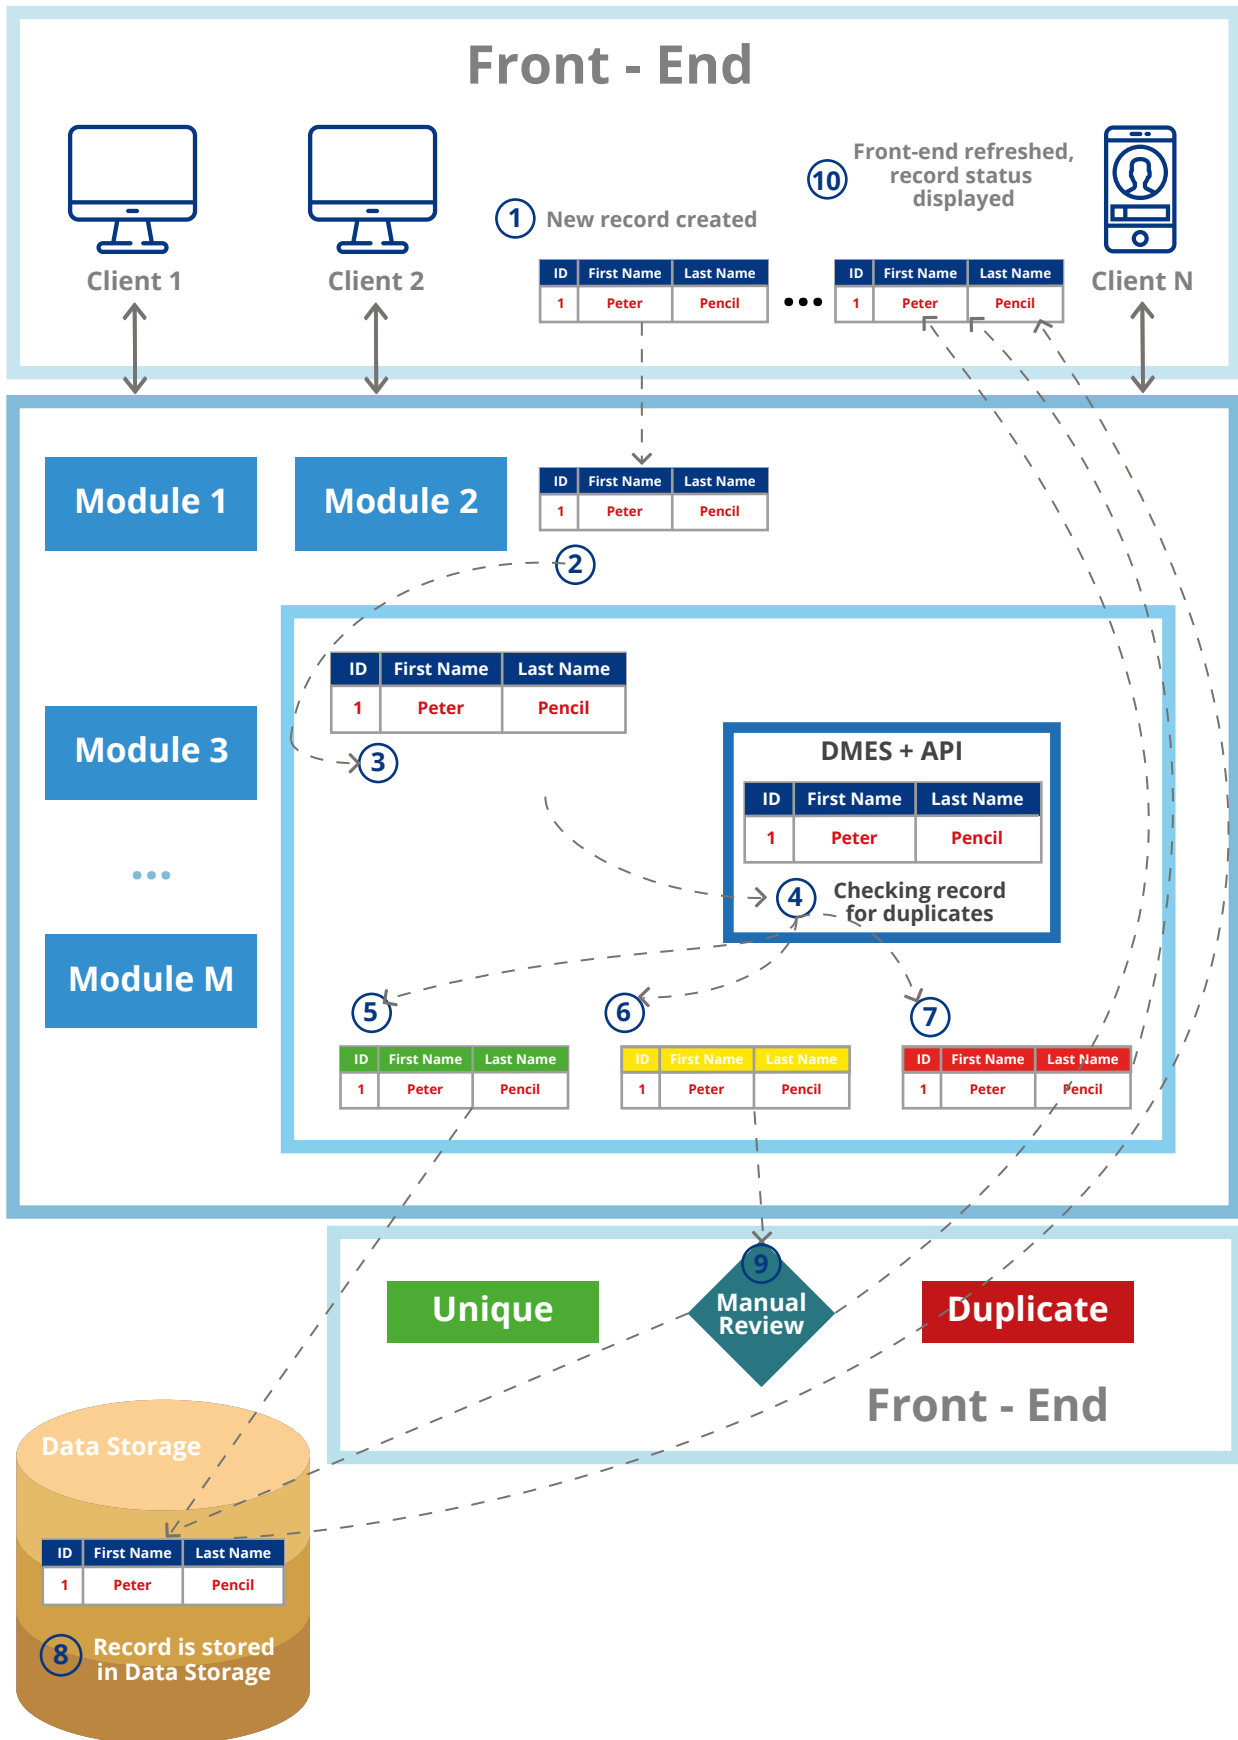 Front - End
Front-end refreshed,
record status
displayed
10
1
New record created
Client 1
Client 2
Client N
ID First Name Last Name
1 Peter Pencil
...
ID First Name Last Name
1 Peter Pencil
Module 1
Module 2
ID First Name Last Name
1 Peter Pencil
2
ID First Name Last Name
1 Peter Pencil
3
Module 3
DMES + API
ID First Name Last Name
1 Peter Pencil
4
Checking record
for duplicates
...
Module M
5
6
7
ID First Name Last Name
1 Peter Pencil
ID First Name Last Name
1 Peter Pencil
ID First Name Last Name
1 Peter Pencil
9
Unique
Manual
Review
Duplicate
Front - End
Data Storage
ID First Name Last Name
1 Peter Pencil
8
Record is stored
in Data Storage